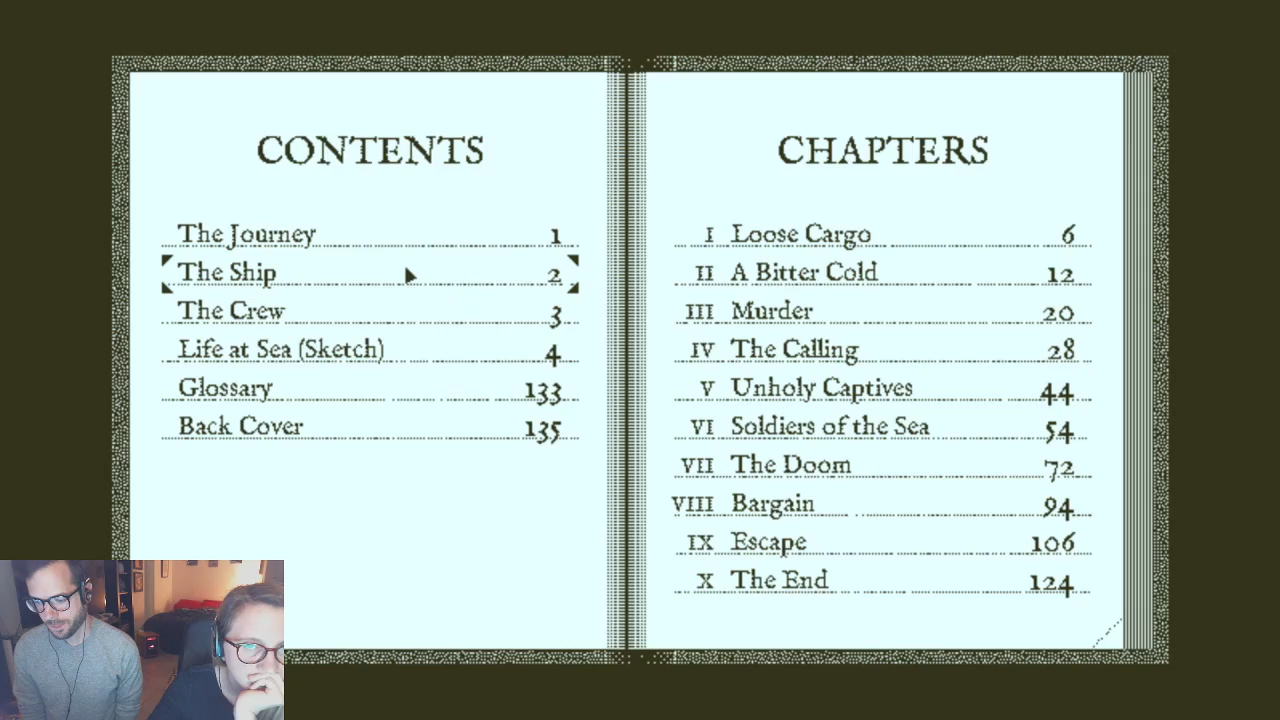 CONTENTS
The Journey 1
The Ship 2
The Crew 3
Life at Sea (Sketch) 4
Glossary 133
Back Cover 135
CHAPTERS
I Loose Cargo 6
II A Bitter Cold 12
III Murder 20
IV The Calling 28
V Unholy Captives 44
VI Soldiers of the Sea 54
VII The Doom 72
VIII Bargain 94
IX Escape 106
X The End 124